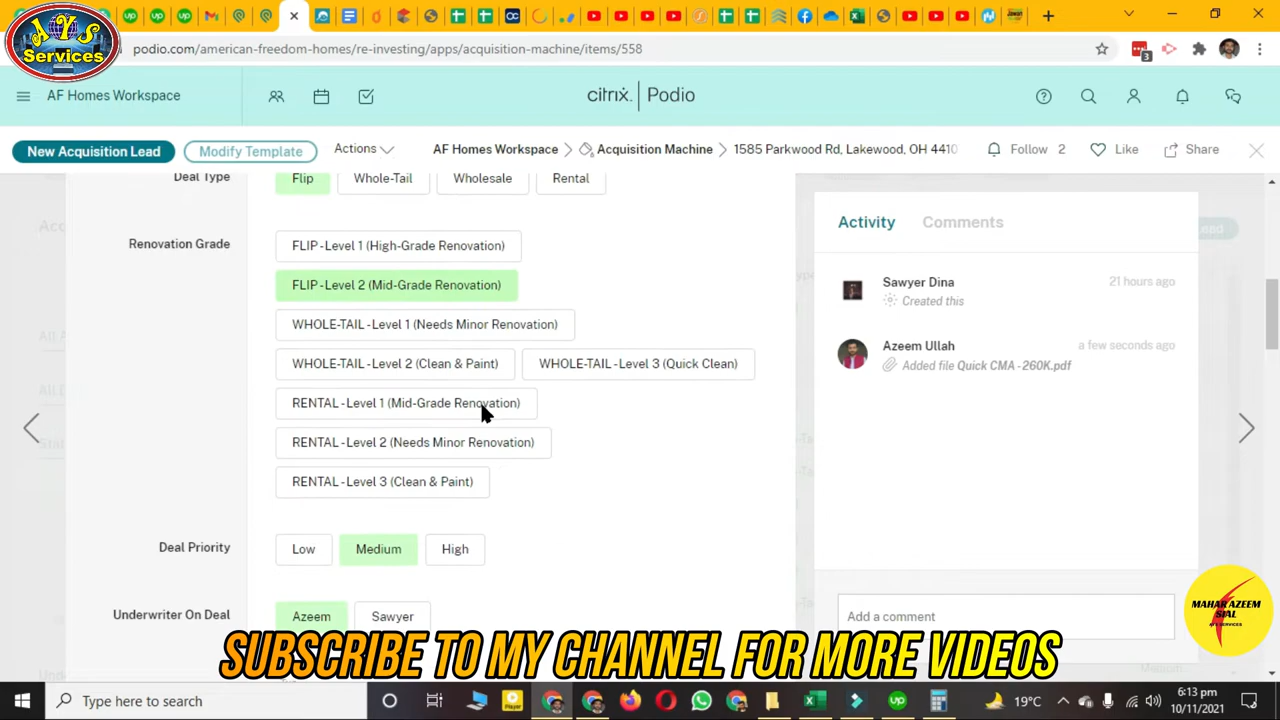 AYS
Services
podio.com/american-freedom-homes/re-investing/apps/acquisition-machine/items/558
3
AF Homes Workspace
citrix | Podio
New Acquisition Lead
Modify Template
Actions
AF Homes Workspace > Acquisition Machine > 1585 Parkwood Rd, Lakewood, OH 4410
Follow 2
Like
Share
Deal Type
Flip
Whole-Tail
Wholesale
Rental
Renovation Grade
FLIP - Level 1 (High-Grade Renovation)
FLIP - Level 2 (Mid-Grade Renovation)
WHOLE-TAIL - Level 1 (Needs Minor Renovation)
WHOLE-TAIL - Level 2 (Clean & Paint)
WHOLE-TAIL - Level 3 (Quick Clean)
RENTAL - Level 1 (Mid-Grade Renovation)
RENTAL - Level 2 (Needs Minor Renovation)
RENTAL - Level 3 (Clean & Paint)
Deal Priority
Low
Medium
High
Underwriter On Deal
Azeem
Sawyer
Activity
Comments
Sawyer Dina
21 hours ago
Created this
Azeem Ullah
a few seconds ago
Added file Quick CMA - 260K.pdf
Add a comment
MAHAR AZEEM
SIAL
AYS SERVICES
SUBSCRIBE TO MY CHANNEL FOR MORE VIDEOS
Type here to search
19°C
6:13 pm
10/11/2021